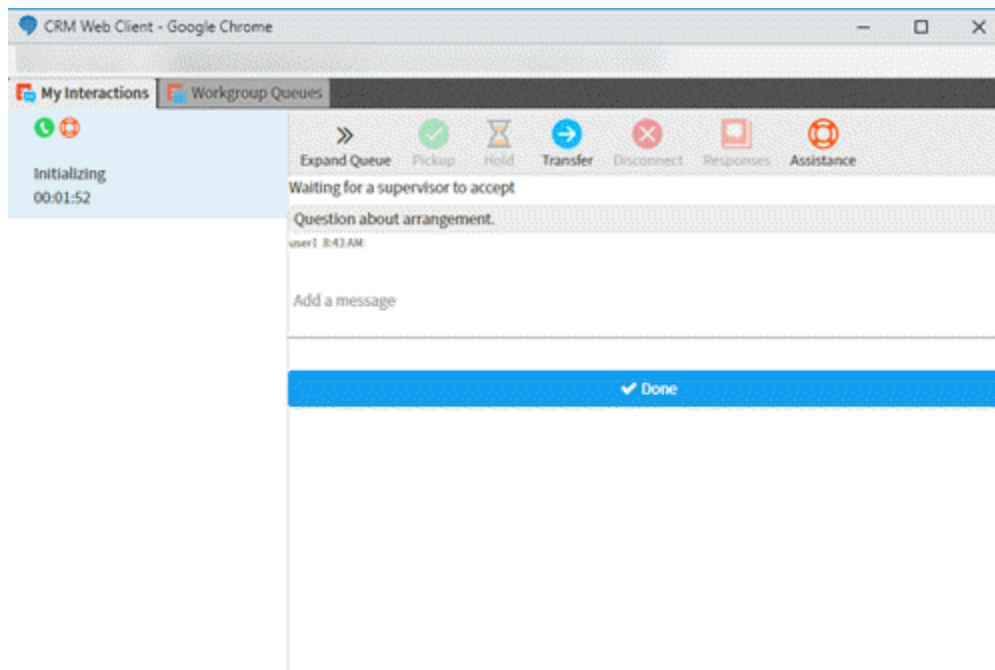 CRM Web Client - Google Chrome
My Interactions Workgroup Queues
Initializing
00:01:52
Expand Queue Pickup Hold Transfer Disconnect Responses Assistance
Waiting for a supervisor to accept
Question about arrangement.
user1 8:43 AM
Add a message
Done